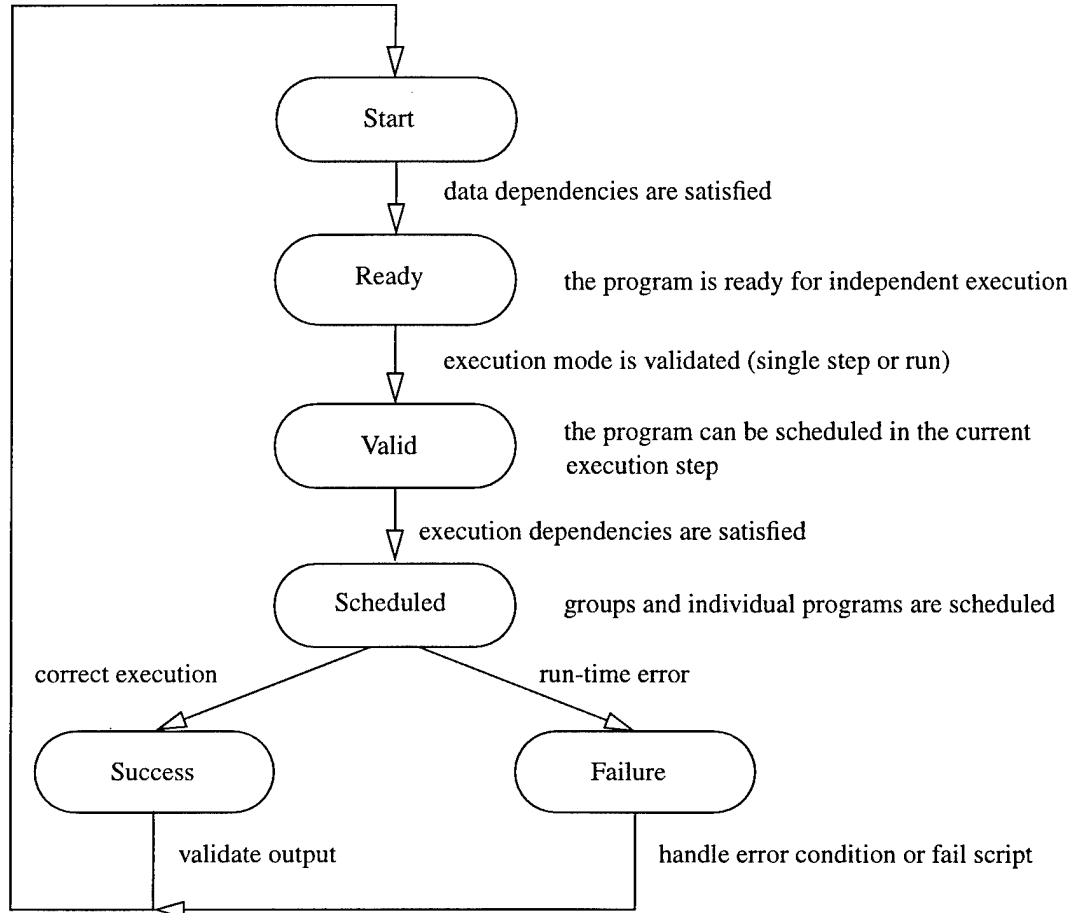 Start
data dependencies are satisfied
Ready
the program is ready for independent execution
execution mode is validated (single step or run)
Valid
the program can be scheduled in the current
execution step
execution dependencies are satisfied
Scheduled
groups and individual programs are scheduled
correct execution
run-time error
Success
Failure
validate output
handle error condition or fail script